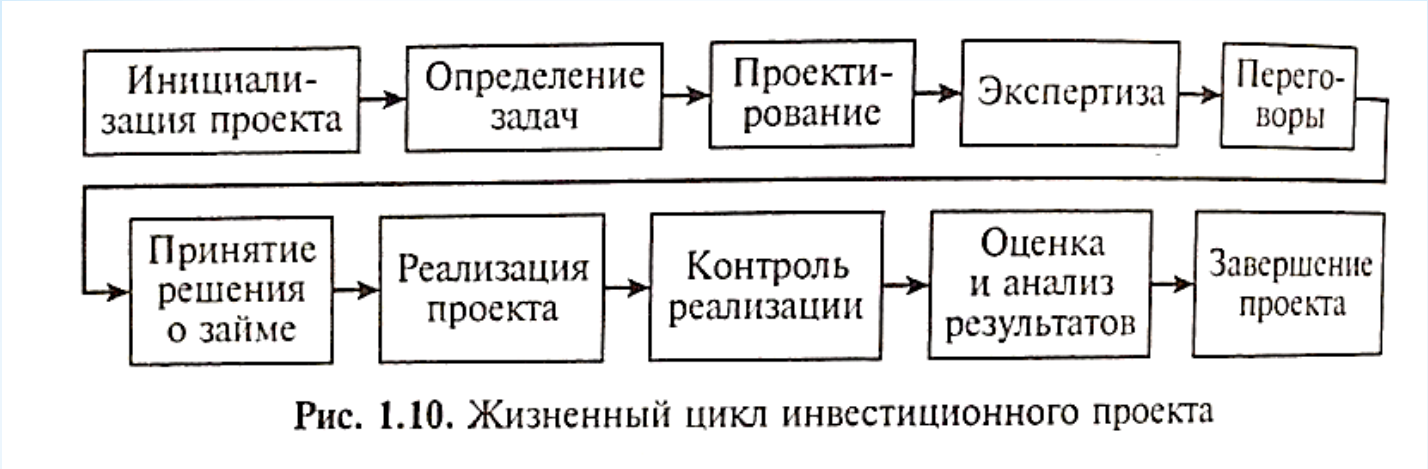 Инициали-
зация проекта
Определение
задач
Проекти-
рование
Экспертиза
Перего-
воры
Принятие
решения
о займе
Реализация
проекта
Контроль
реализации
Оценка
и анализ
результатов
Завершение
проекта
Рис. 1.10. Жизненный цикл инвестиционного проекта